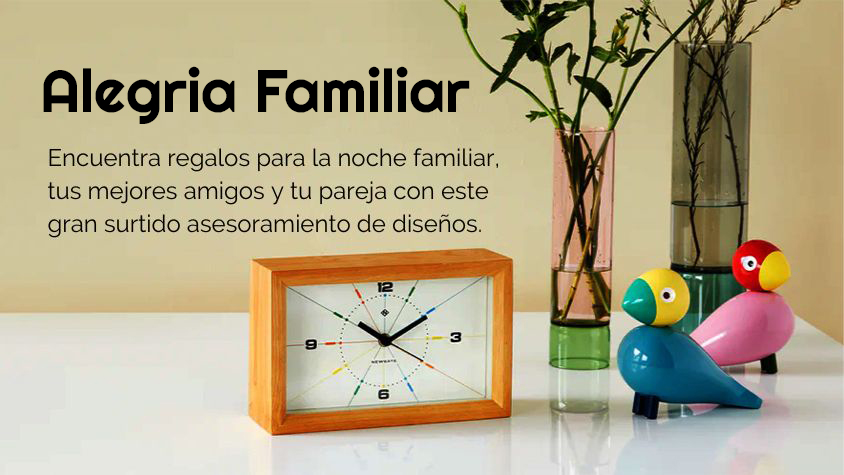 Alegria Familiar
Encuentra regalos para la noche familiar,
tus mejores amigos y tu pareja con este
gran surtido asesoramiento de diseños.
12
9 3
NEWGATE
6